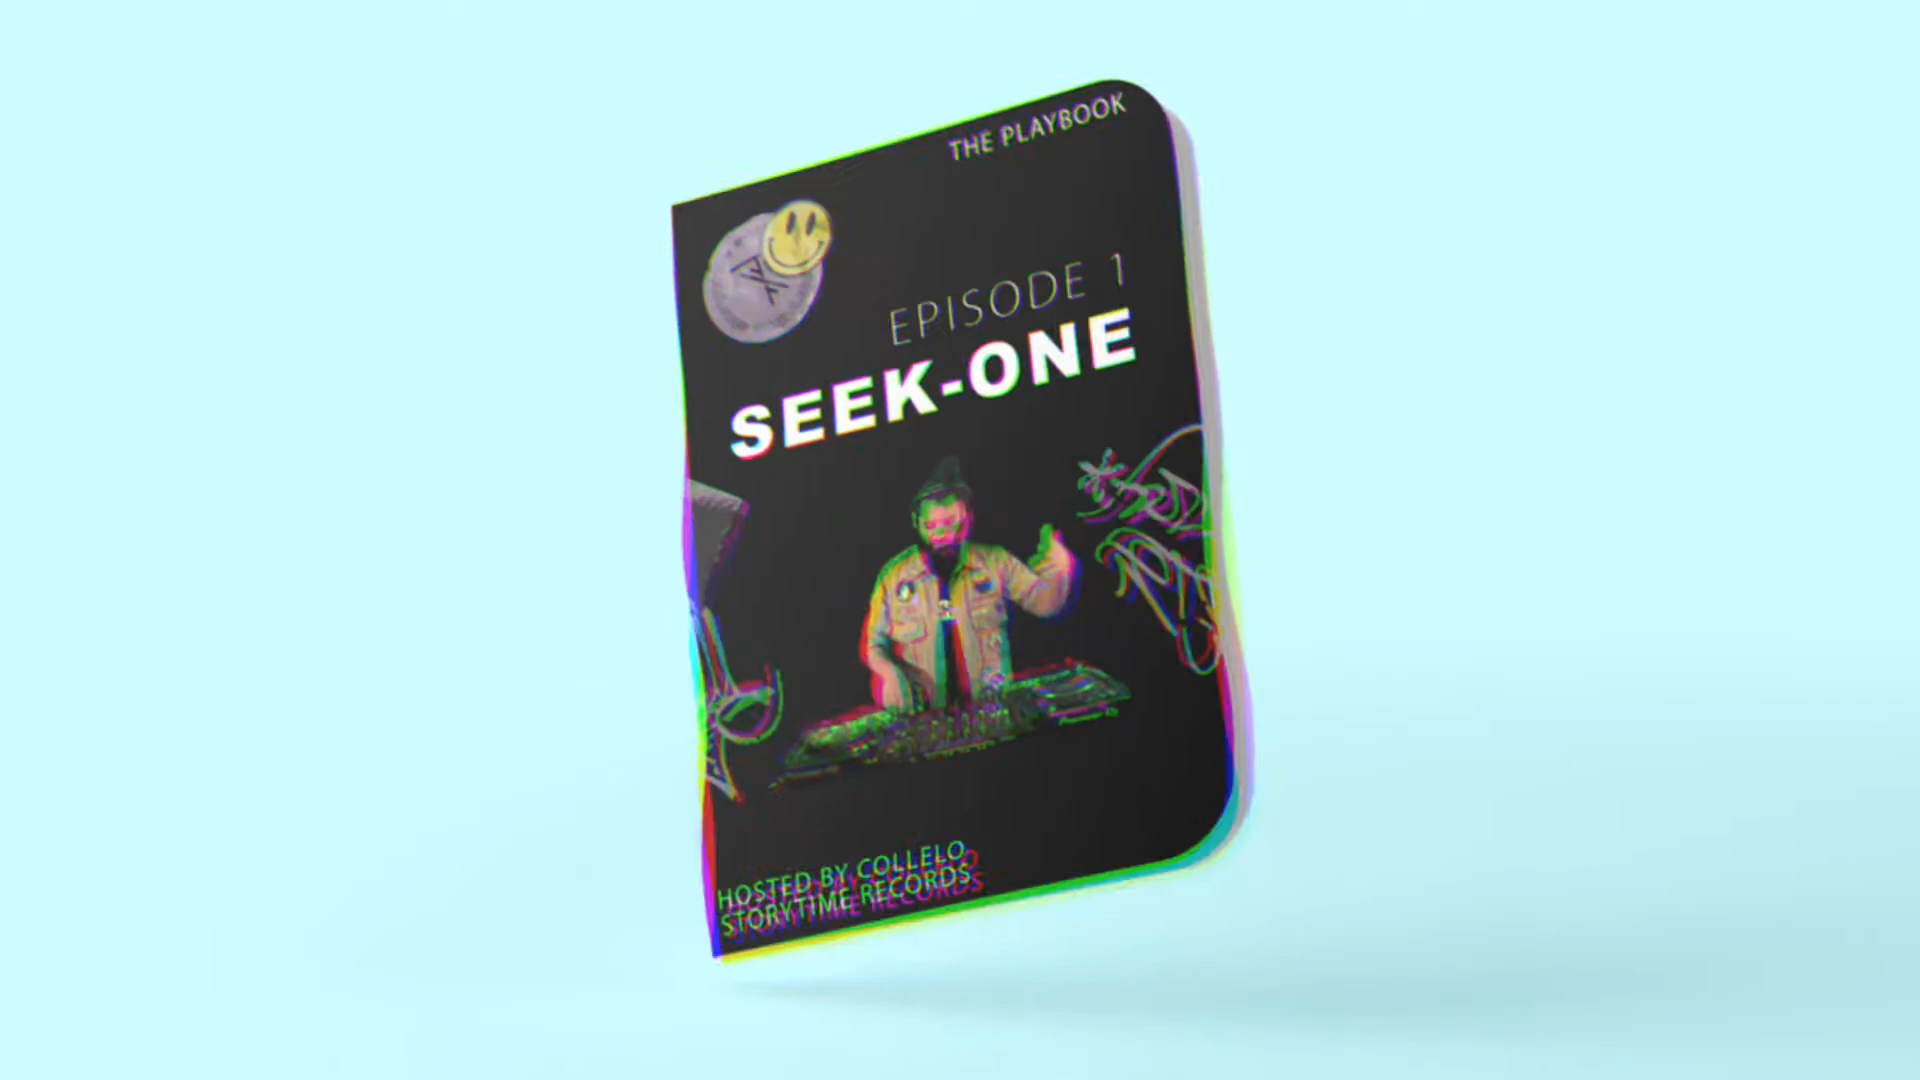 THE PLAYBOOK
EPISODE 1
SEEK-ONE
HOSTED BY COLLELO
STORYTIME RECORDS